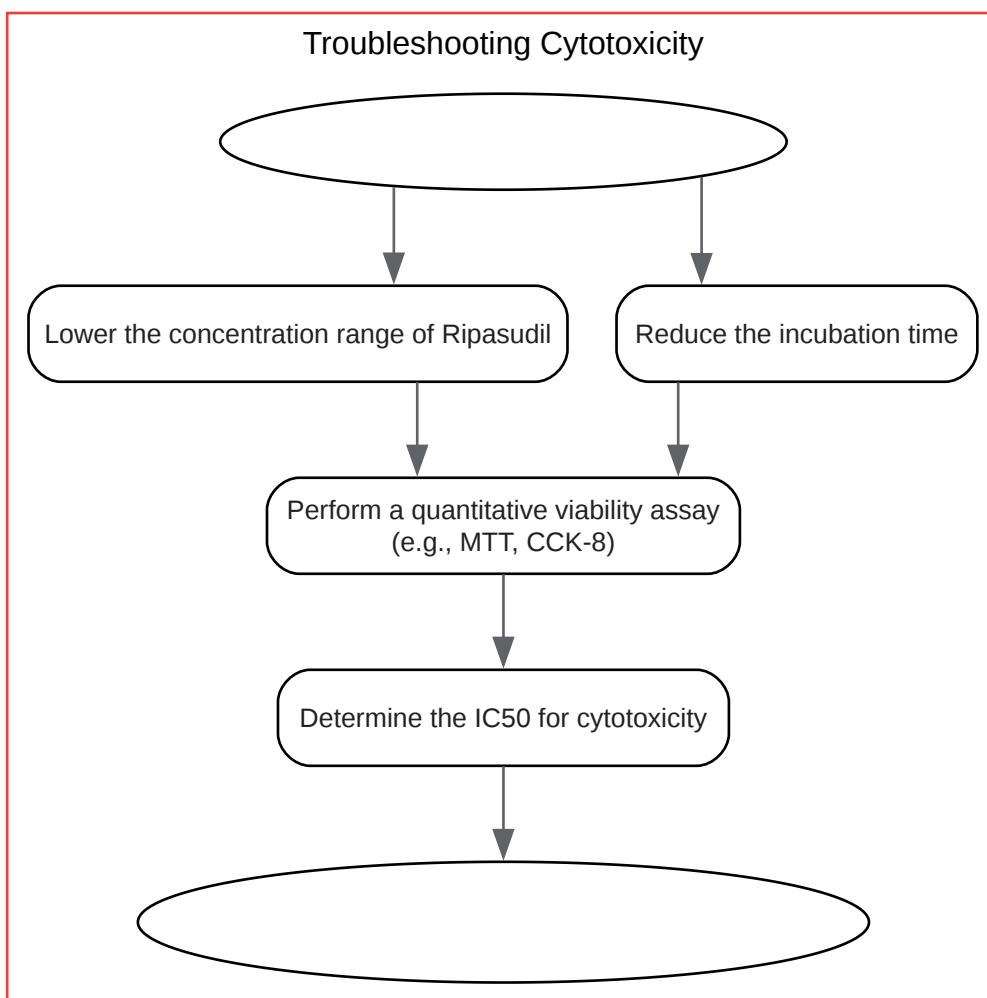 Troubleshooting Cytotoxicity
Lower the concentration range of Ripasudil
Reduce the incubation time
Perform a quantitative viability assay
(e.g., MTT, CCK-8)
Determine the IC50 for cytotoxicity